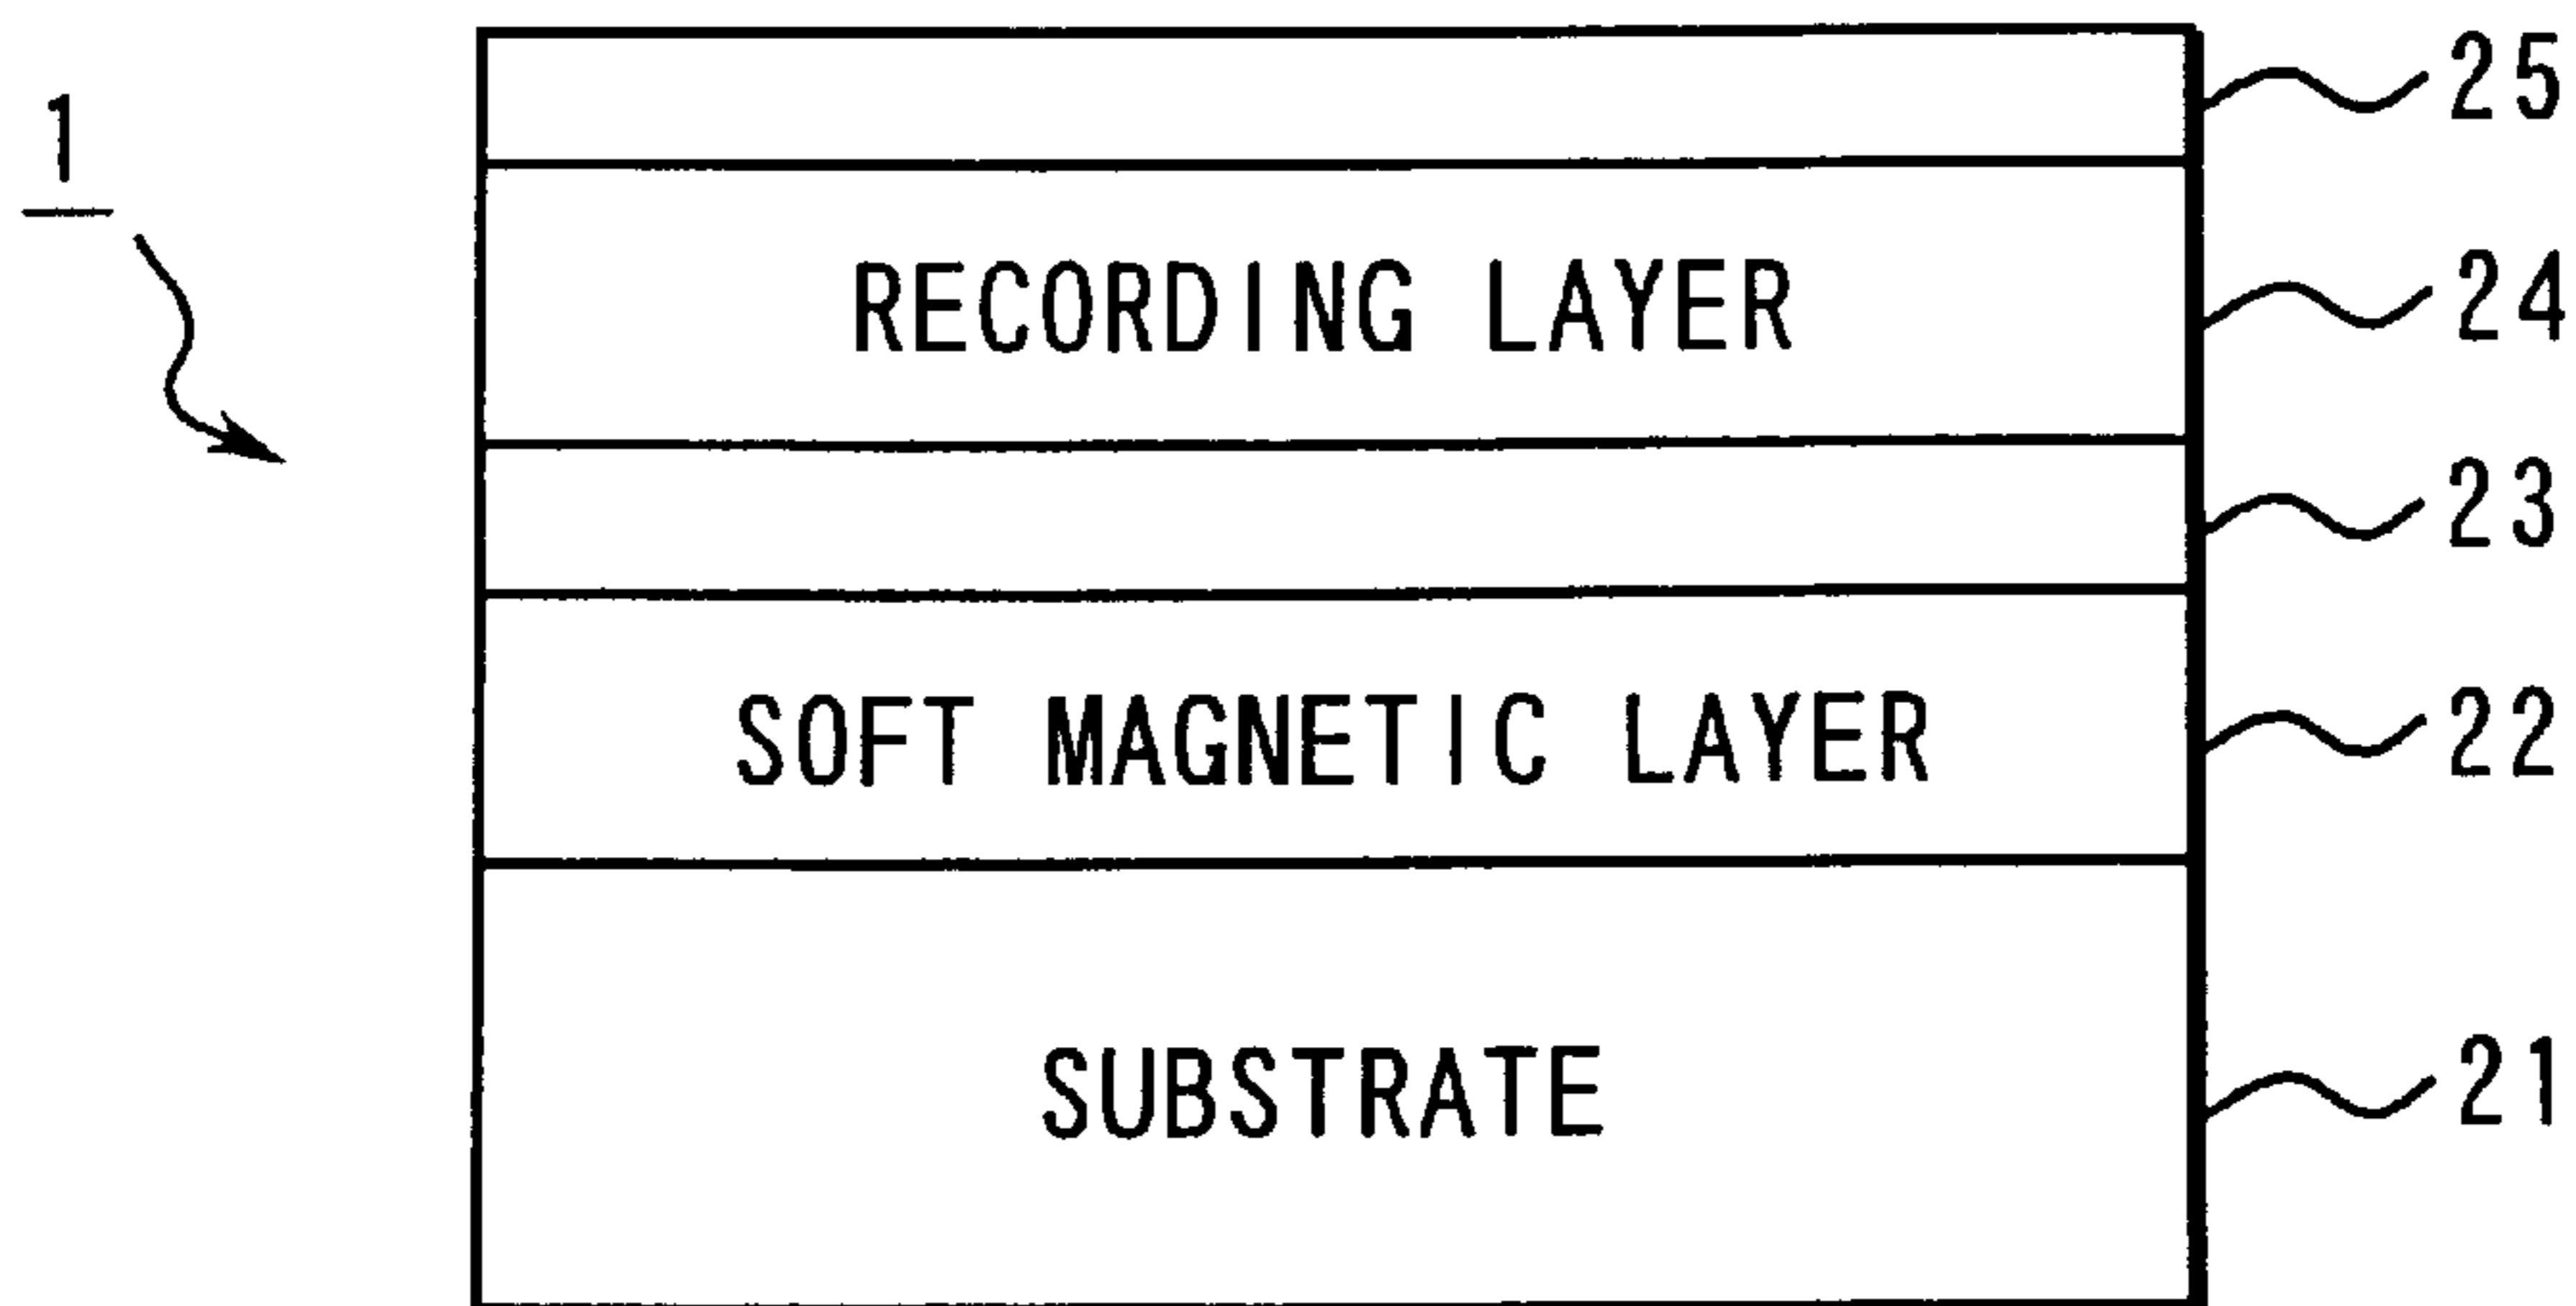 25
1
RECORDING LAYER 24
23
SOFT MAGNETIC LAYER 22
SUBSTRATE 21